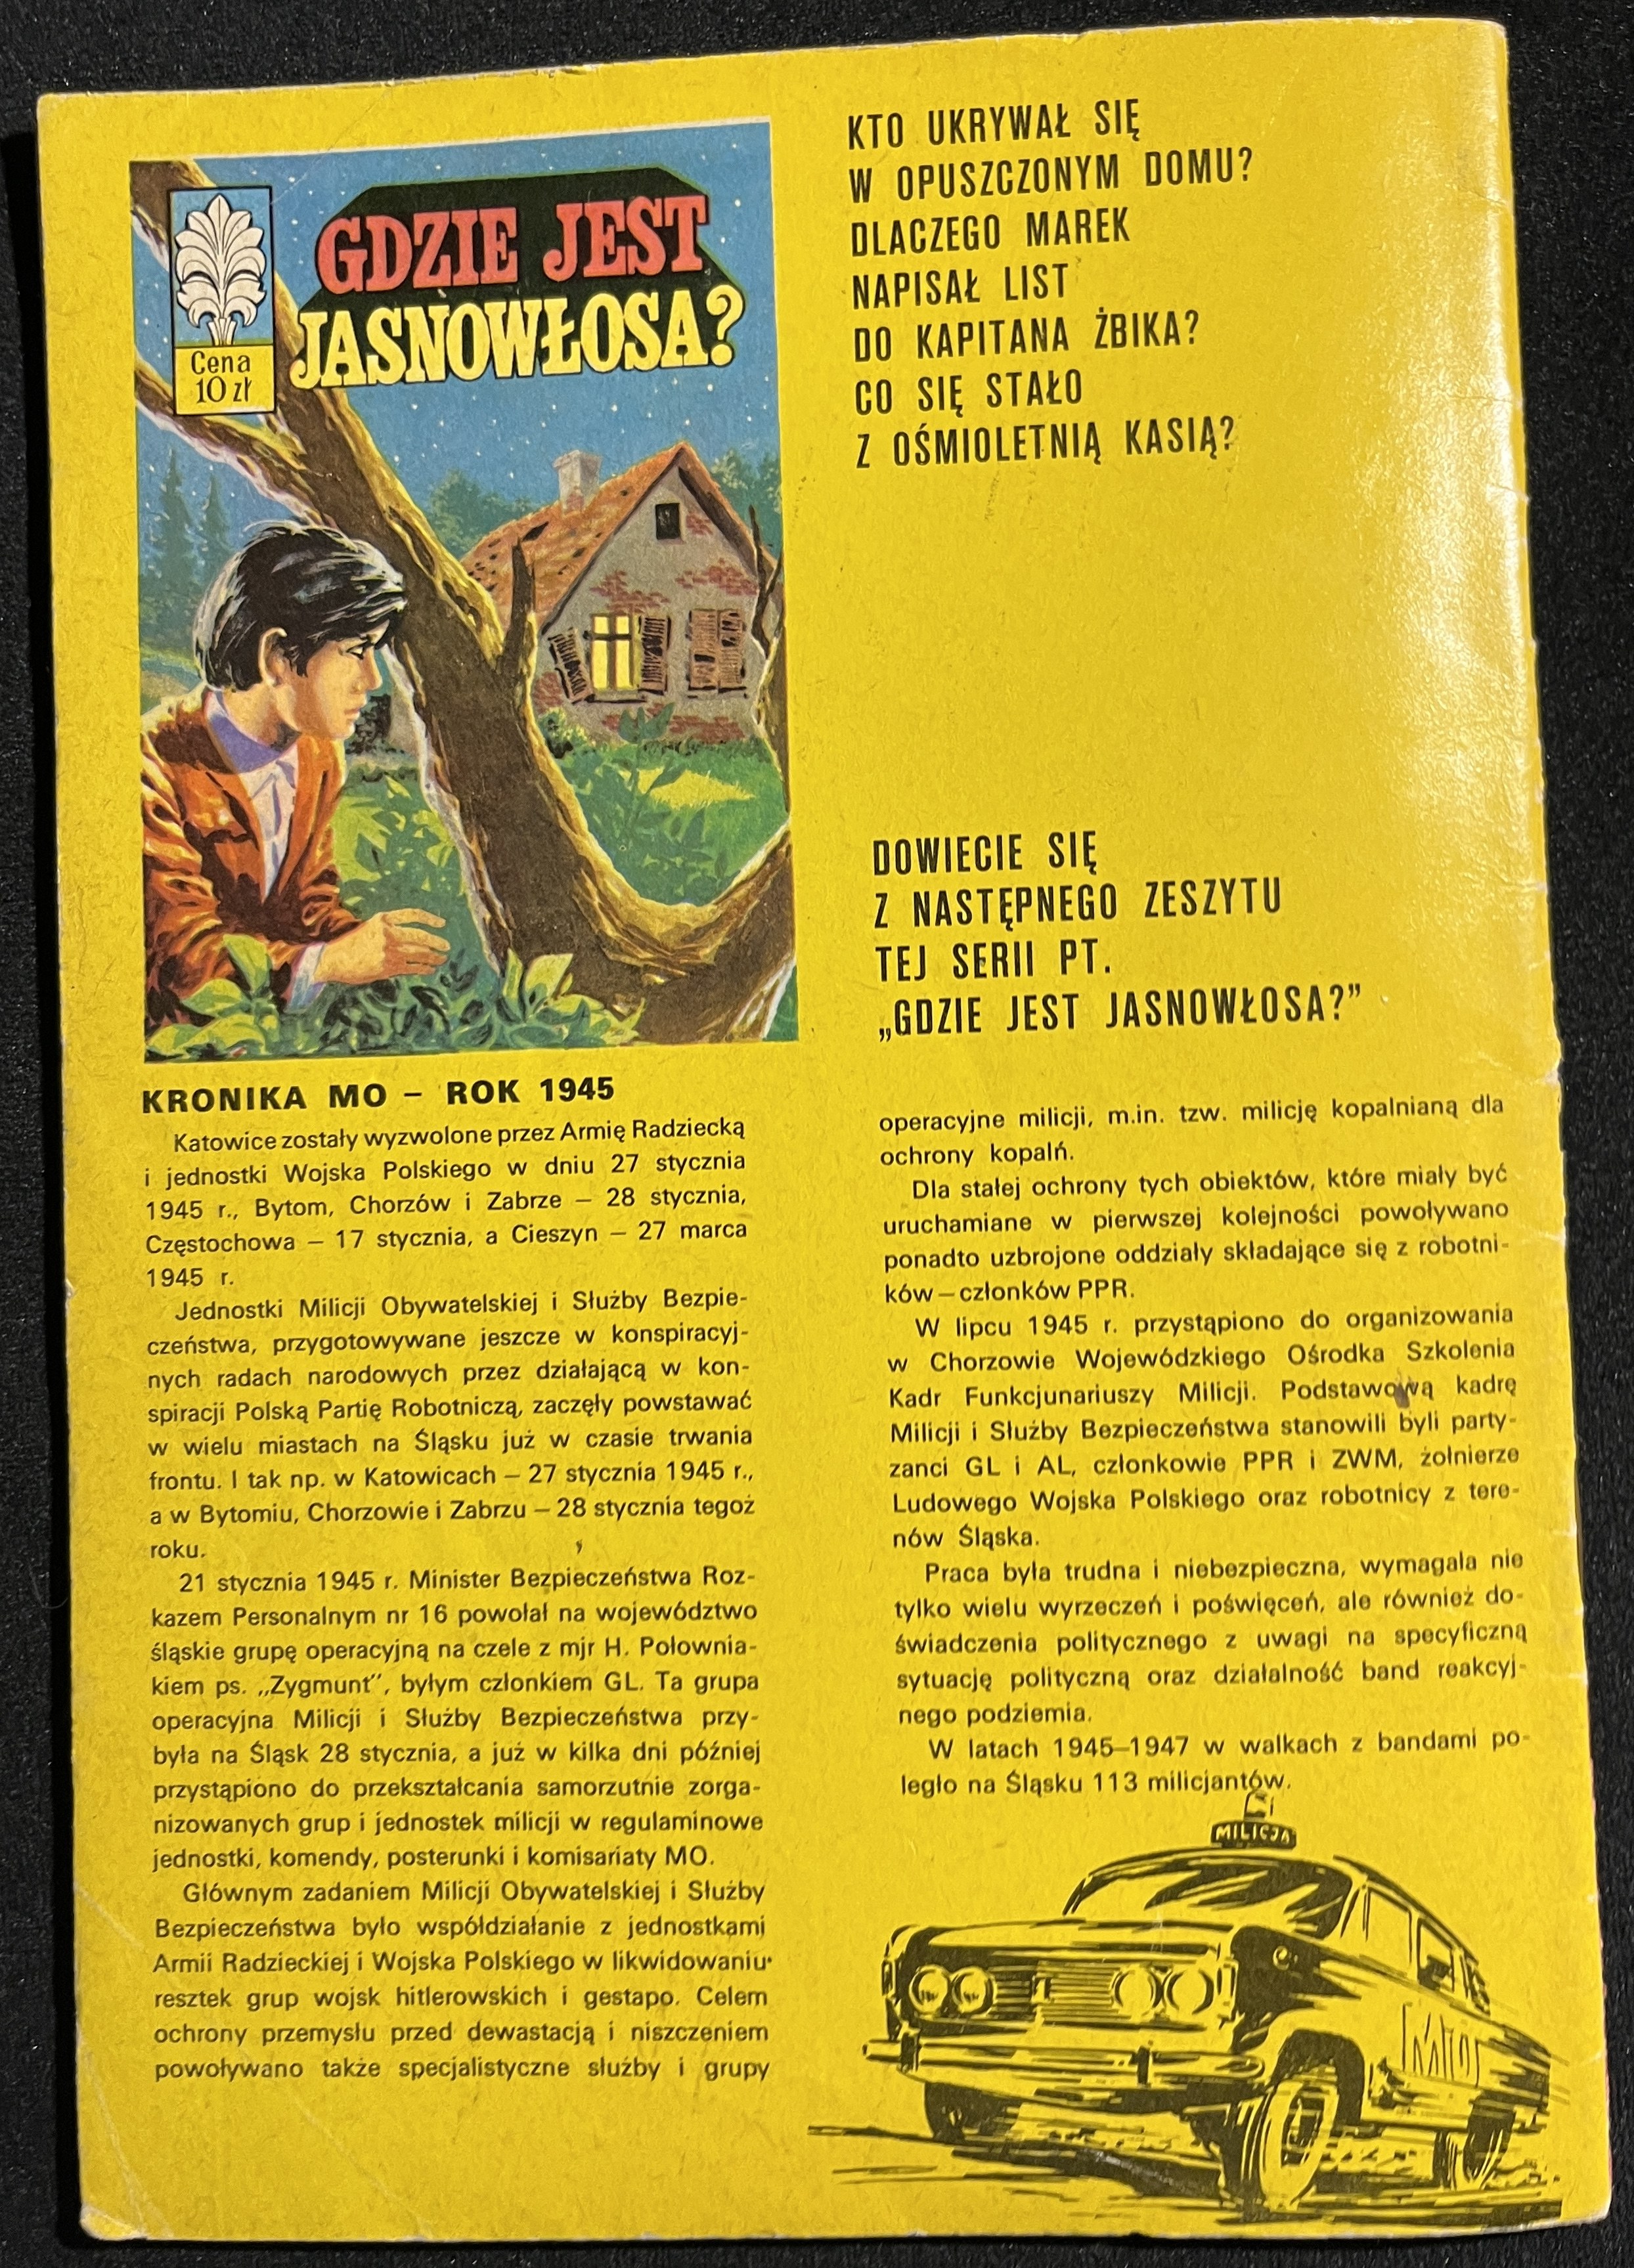 GDZIE JEST
JASNOWŁOSA?
Cena
10 zł
KTO UKRYWAŁ SIĘ
W OPUSZCZONYM DOMU?
DLACZEGO MAREK
NAPISAŁ LIST
DO KAPITANA ŻBIKA?
CO SIĘ STAŁO
Z OŚMIOLETNIĄ KASIĄ?
DOWIECIE SIĘ
Z NASTĘPNEGO ZESZYTU
TEJ SERII PT.
„GDZIE JEST JASNOWŁOSA?”
KRONIKA MO – ROK 1945
Katowice zostały wyzwolone przez Armię Radziecką
i jednostki Wojska Polskiego w dniu 27 stycznia
1945 r., Bytom, Chorzów i Zabrze – 28 stycznia,
Częstochowa – 17 stycznia, a Cieszyn – 27 marca
1945 r.
Jednostki Milicji Obywatelskiej i Służby Bezpie-
czeństwa, przygotowywane jeszcze w konspiracyj-
nych radach narodowych przez działającą w kon-
spiracji Polską Partię Robotniczą, zaczęły powstawać
w wielu miastach na Śląsku już w czasie trwania
frontu. I tak np. w Katowicach – 27 stycznia 1945 r.,
a w Bytomiu, Chorzowie i Zabrzu – 28 stycznia tegoż
roku.
21 stycznia 1945 r. Minister Bezpieczeństwa Roz-
kazem Personalnym nr 16 powołał na województwo
śląskie grupę operacyjną na czele z mjr H. Połownia-
kiem ps. „Zygmunt”, byłym członkiem GL. Ta grupa
operacyjna Milicji i Służby Bezpieczeństwa przy-
była na Śląsk 28 stycznia, a już w kilka dni później
przystąpiono do przekształcania samorzutnie zorga-
nizowanych grup i jednostek milicji w regulaminowe
jednostki, komendy, posterunki i komisariaty MO.
Głównym zadaniem Milicji Obywatelskiej i Służby
Bezpieczeństwa było współdziałanie z jednostkami
Armii Radzieckiej i Wojska Polskiego w likwidowaniu
resztek grup wojsk hitlerowskich i gestapo. Celem
ochrony przemysłu przed dewastacją i niszczeniem
powoływano także specjalistyczne służby i grupy
operacyjne milicji, m.in. tzw. milicję kopalnianą dla
ochrony kopalń.
Dla stałej ochrony tych obiektów, które miały być
uruchamiane w pierwszej kolejności powoływano
ponadto uzbrojone oddziały składające się z robotni-
ków – członków PPR.
W lipcu 1945 r. przystąpiono do organizowania
w Chorzowie Wojewódzkiego Ośrodka Szkolenia
Kadr Funkcjunariuszy Milicji. Podstawową kadrę
Milicji i Służby Bezpieczeństwa stanowili byli party-
zanci GL i AL, członkowie PPR i ZWM, żołnierze
Ludowego Wojska Polskiego oraz robotnicy z tere-
nów Śląska.
Praca była trudna i niebezpieczna, wymagała nie
tylko wielu wyrzeczeń i poświęceń, ale również do-
świadczenia politycznego z uwagi na specyficzną
sytuację polityczną oraz działalność band reakcyj-
nego podziemia.
W latach 1945–1947 w walkach z bandami po-
legło na Śląsku 113 milicjantów.
MILICJA